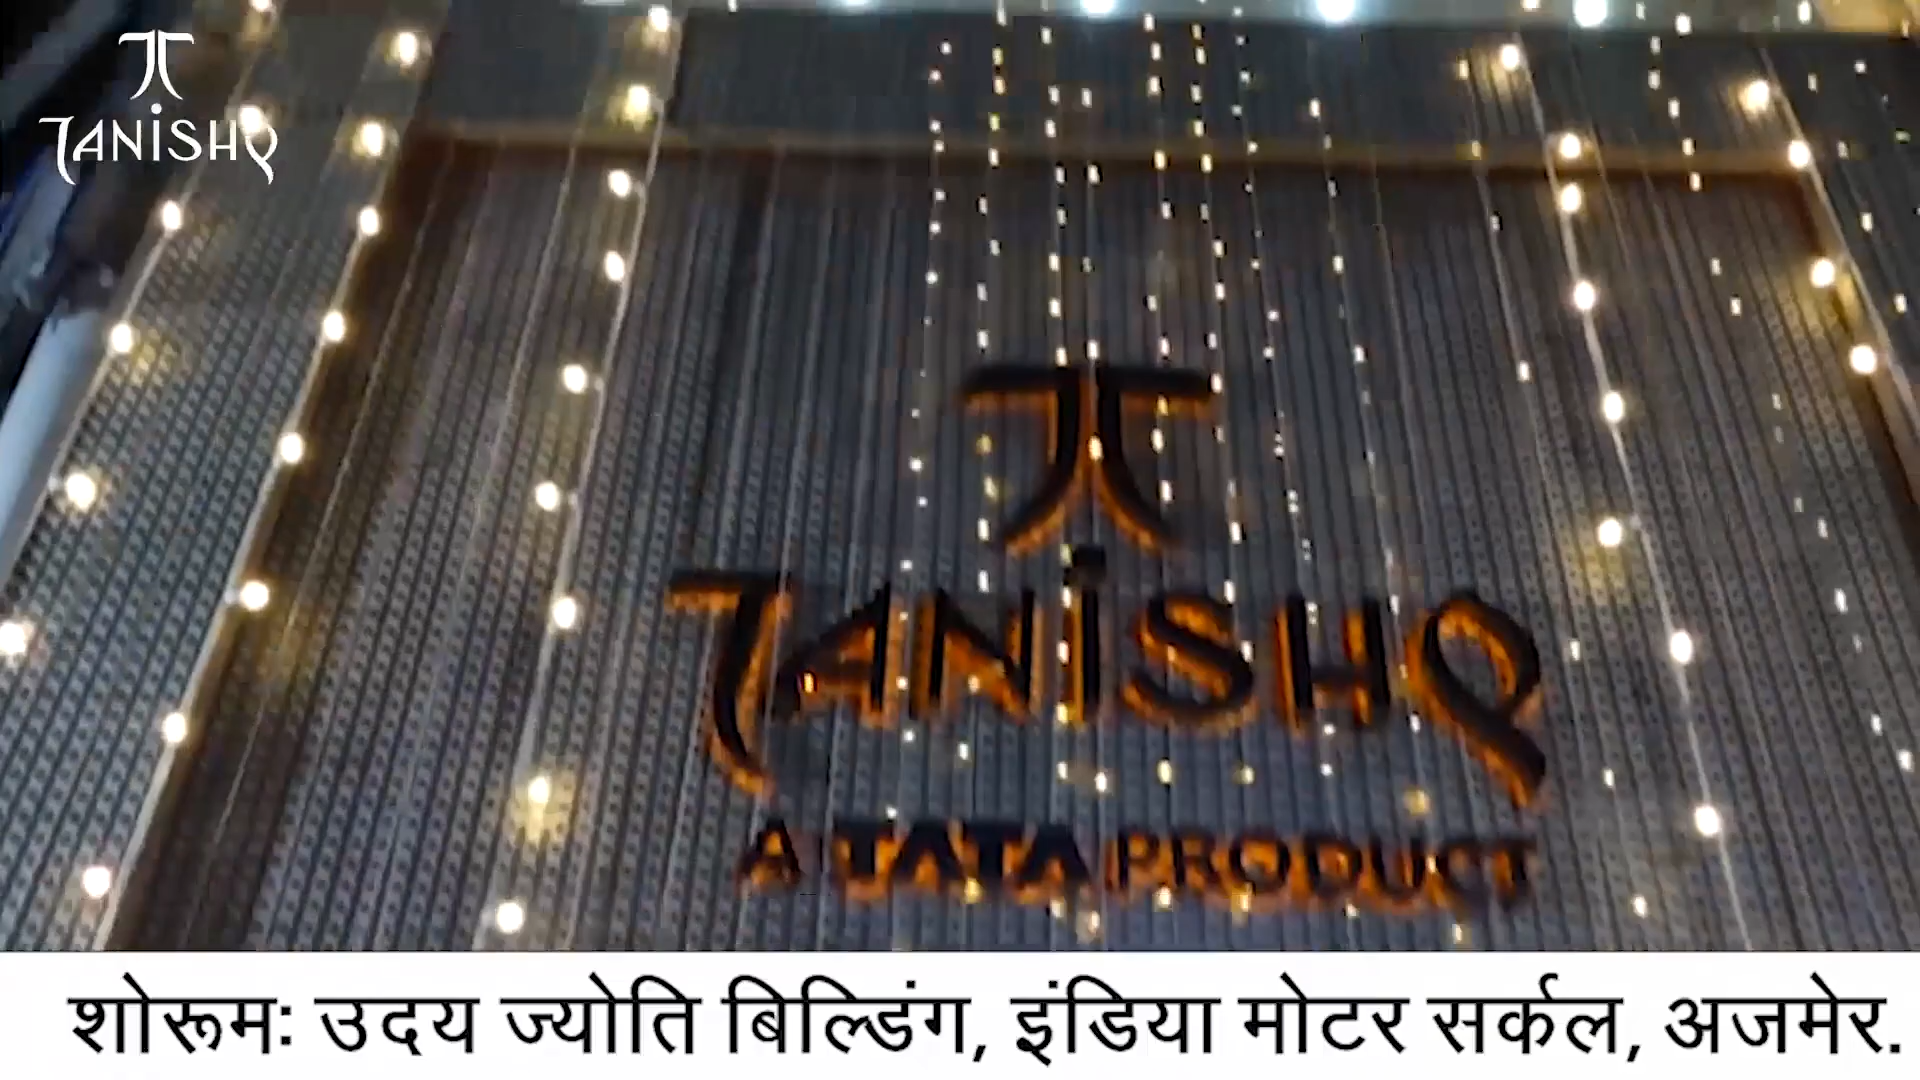 TANISHQ
TANISHQ
A TATA PRODUCT
शोरूम: उदय ज्योति बिल्डिंग, इंडिया मोटर सर्कल, अजमेर.